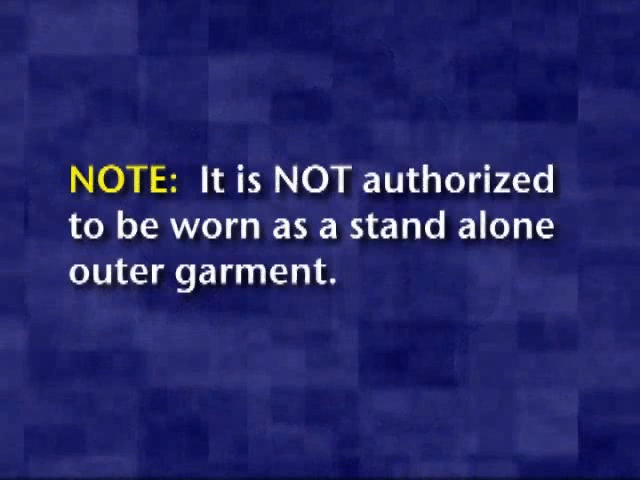 NOTE: It is NOT authorized
to be worn as a stand alone
outer garment.